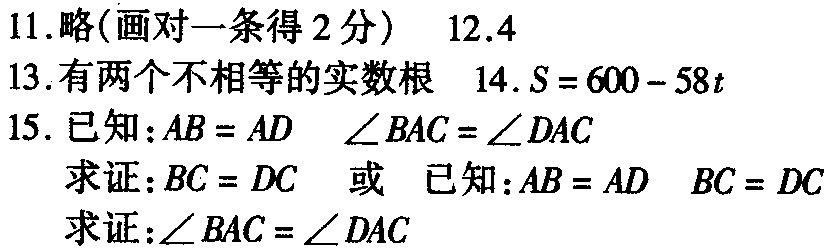 11.略(画对一条得2分) 12.4
13.有两个不相等的实数根 14. S = 600 - 58t
15. 已知:AB = AD ∠BAC = ∠DAC
求证:BC = DC 或 已知:AB = AD BC = DC
求证:∠BAC = ∠DAC